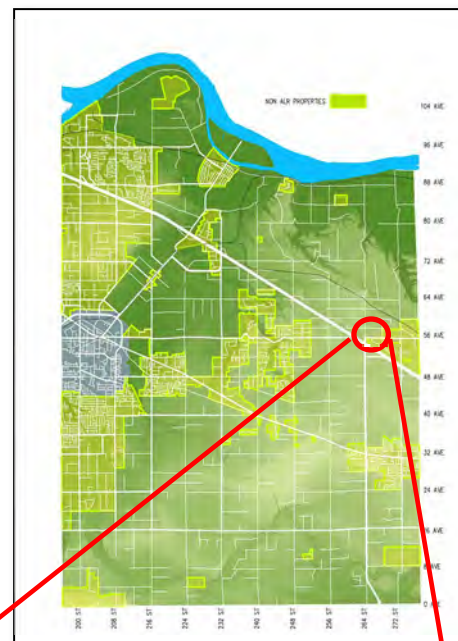 NON ALR PROPERTIES
104 AVE
96 AVE
88 AVE
80 AVE
72 AVE
64 AVE
56 AVE
48 AVE
40 AVE
32 AVE
24 AVE
16 AVE
8 AVE
0 AVE
200 ST
208 ST
216 ST
224 ST
232 ST
240 ST
248 ST
256 ST
264 ST
272 ST